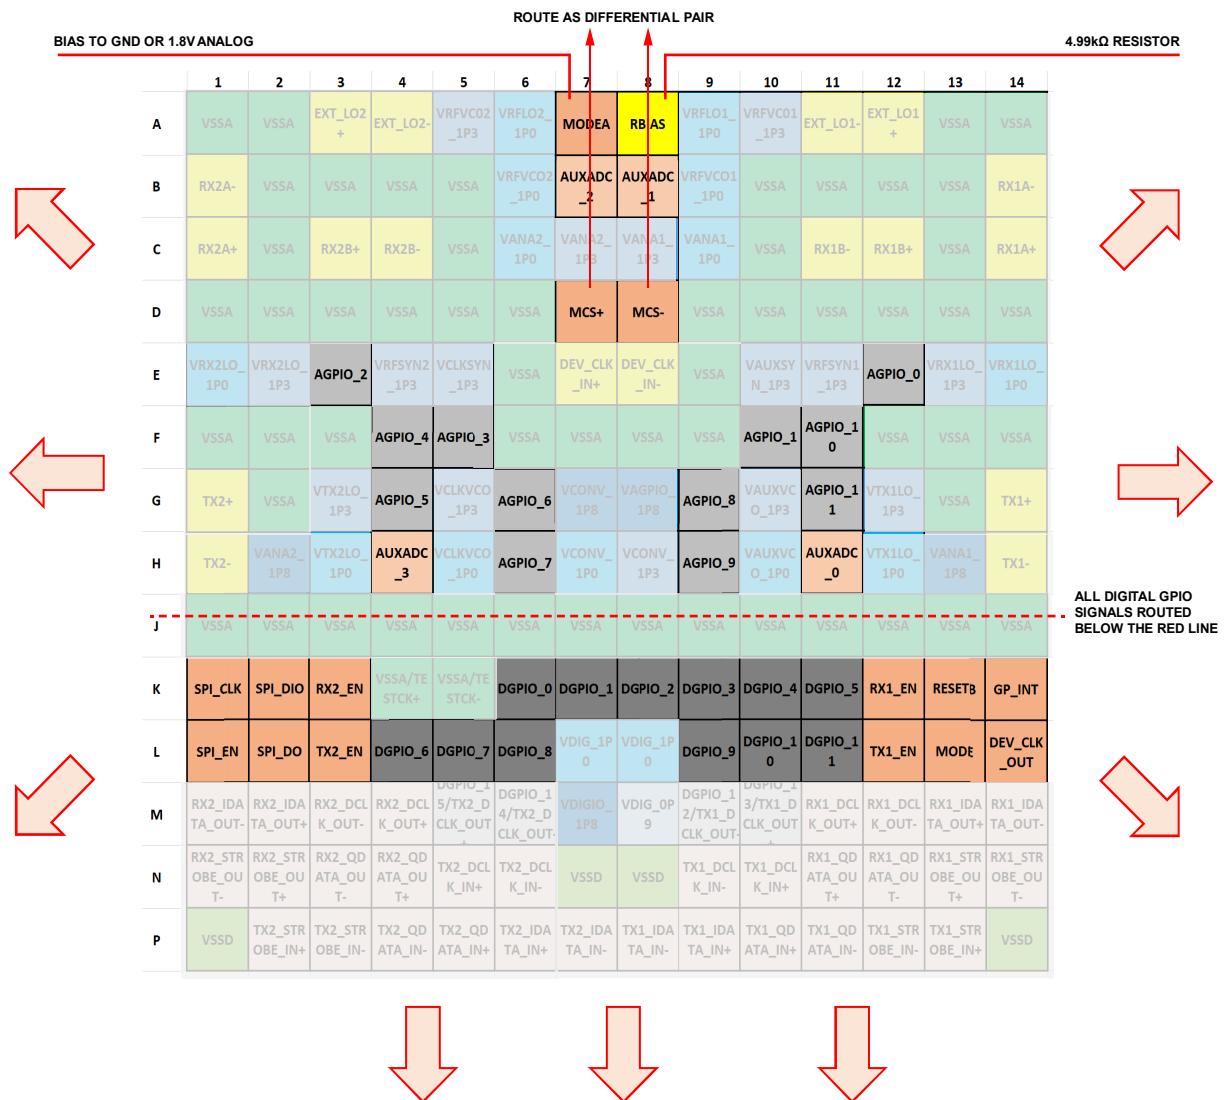 ROUTE AS DIFFERENTIAL PAIR
BIAS TO GND OR 1.8V ANALOG
4.99kΩ RESISTOR
1 2 3 4 5 6 7 8 9 10 11 12 13 14
A VSSA VSSA EXT_LO2+ EXT_LO2- VRFVCO2_1P3 VRFLO2_1P0 MODEA RBIAS VRFLO1_1P0 VRFVCO1_1P3 EXT_LO1- EXT_LO1+ VSSA VSSA
B RX2A- VSSA VSSA VSSA VSSA VRFVCO2_1P0 AUXADC_2 AUXADC_1 VRFVCO1_1P0 VSSA VSSA VSSA VSSA RX1A-
C RX2A+ VSSA RX2B+ RX2B- VSSA VANA2_1P0 VANA2_1P3 VANA1_1P3 VANA1_1P0 VSSA RX1B- RX1B+ VSSA RX1A+
D VSSA VSSA VSSA VSSA VSSA VSSA MCS+ MCS- VSSA VSSA VSSA VSSA VSSA VSSA
E VRX2LO_1P0 VRX2LO_1P3 AGPIO_2 VRFSYN2_1P3 VCLKSYN_1P3 VSSA DEV_CLK_IN+ DEV_CLK_IN- VSSA VAUXSYN_1P3 VRFSYN1_1P3 AGPIO_0 VRX1LO_1P3 VRX1LO_1P0
F VSSA VSSA VSSA AGPIO_4 AGPIO_3 VSSA VSSA VSSA VSSA AGPIO_1 AGPIO_10 VSSA VSSA VSSA
G TX2+ VSSA VTX2LO_1P3 AGPIO_5 VCLKVCO_1P3 AGPIO_6 VCONV_1P8 VAGPIO_1P8 AGPIO_8 VAUXVCO_1P3 AGPIO_11 VTX1LO_1P3 VSSA TX1+
H TX2- VANA2_1P8 VTX2LO_1P0 AUXADC_3 VCLKVCO_1P0 AGPIO_7 VCONV_1P0 VCONV_1P3 AGPIO_9 VAUXVCO_1P0 AUXADC_0 VTX1LO_1P0 VANA1_1P8 TX1-
ALL DIGITAL GPIO
SIGNALS ROUTED
BELOW THE RED LINE
J VSSA VSSA VSSA VSSA VSSA VSSA VSSA VSSA VSSA VSSA VSSA VSSA VSSA VSSA
K SPI_CLK SPI_DIO RX2_EN VSSA/TESTCK+ VSSA/TESTCK- DGPIO_0 DGPIO_1 DGPIO_2 DGPIO_3 DGPIO_4 DGPIO_5 RX1_EN RESETB GP_INT
L SPI_EN SPI_DO TX2_EN DGPIO_6 DGPIO_7 DGPIO_8 VDIG_1P0 VDIG_1P0 DGPIO_9 DGPIO_10 DGPIO_11 TX1_EN MODE DEV_CLK_OUT
M RX2_IDATA_OUT- RX2_IDATA_OUT+ RX2_DCLK_OUT- RX2_DCLK_OUT+ DGPIO_15/TX2_DCLK_OUT+ DGPIO_14/TX2_DCLK_OUT- VDIGIO_1P8 VDIG_0P9 DGPIO_12/TX1_DCLK_OUT- DGPIO_13/TX1_DCLK_OUT+ RX1_DCLK_OUT+ RX1_DCLK_OUT- RX1_IDATA_OUT+ RX1_IDATA_OUT-
N RX2_STROBE_OUT- RX2_STROBE_OUT+ RX2_QDATA_OUT- RX2_QDATA_OUT+ TX2_DCLK_IN+ TX2_DCLK_IN- VSSD VSSD TX1_DCLK_IN- TX1_DCLK_IN+ RX1_QDATA_OUT+ RX1_QDATA_OUT- RX1_STROBE_OUT+ RX1_STROBE_OUT-
P VSSD TX2_STROBE_IN+ TX2_STROBE_IN- TX2_QDATA_IN- TX2_QDATA_IN+ TX2_IDATA_IN+ TX2_IDATA_IN- TX1_IDATA_IN- TX1_IDATA_IN+ TX1_QDATA_IN+ TX1_QDATA_IN- TX1_STROBE_IN- TX1_STROBE_IN+ VSSD